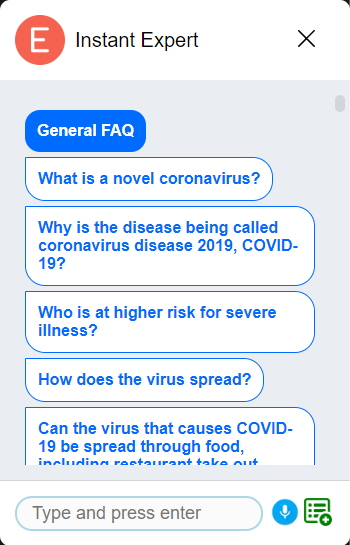 E Instant Expert
General FAQ
What is a novel coronavirus?
Why is the disease being called
coronavirus disease 2019, COVID-
19?
Who is at higher risk for severe
illness?
How does the virus spread?
Can the virus that causes COVID-
19 be spread through food,
including restaurant take out
Type and press enter